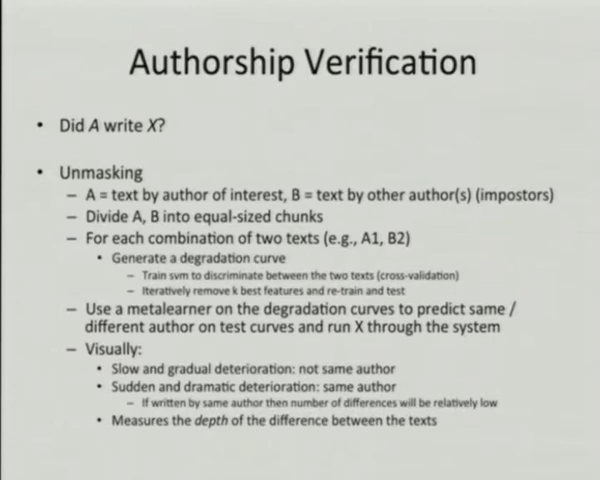 Authorship Verification
• Did A write X?
• Unmasking
– A = text by author of interest, B = text by other author(s) (impostors)
– Divide A, B into equal-sized chunks
– For each combination of two texts (e.g., A1, B2)
• Generate a degradation curve
– Train svm to discriminate between the two texts (cross-validation)
– Iteratively remove k best features and re-train and test
– Use a metalearner on the degradation curves to predict same /
different author on test curves and run X through the system
– Visually:
• Slow and gradual deterioration: not same author
• Sudden and dramatic deterioration: same author
– If written by same author then number of differences will be relatively low
• Measures the depth of the difference between the texts